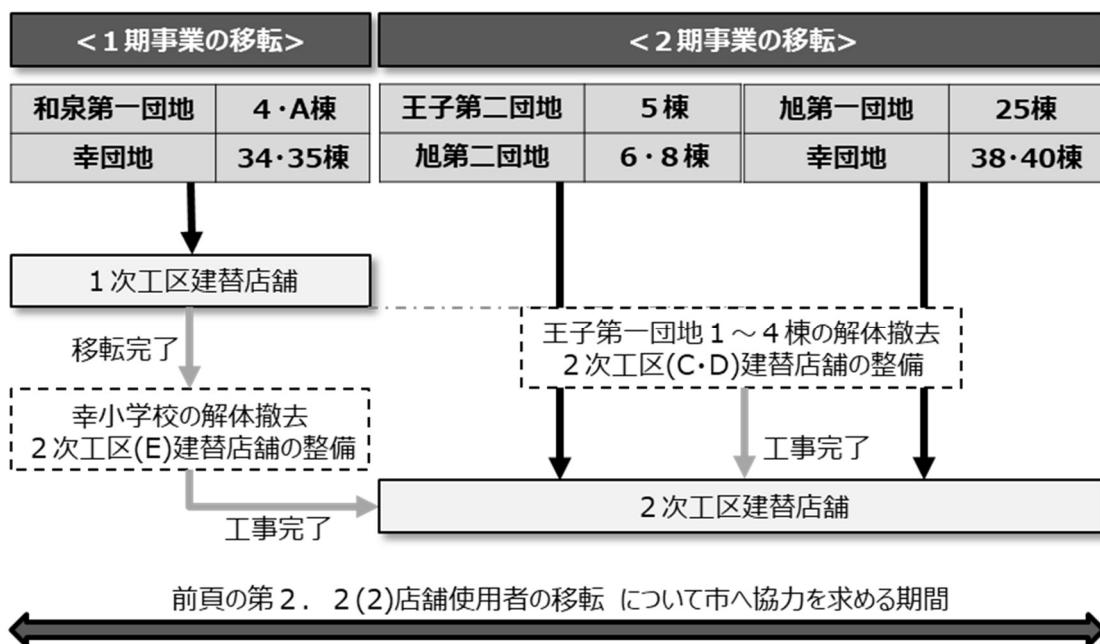 <１期事業の移転>
<２期事業の移転>
和泉第一団地 4・A棟
幸団地 34・35棟
王子第二団地 5棟 旭第一団地 25棟
旭第二団地 6・8棟 幸団地 38・40棟
１次工区建替店舗
王子第一団地１～４棟の解体撤去
２次工区(C・D)建替店舗の整備
移転完了
幸小学校の解体撤去
２次工区(E)建替店舗の整備
工事完了
２次工区建替店舗
工事完了
前頁の第２．２(2)店舗使用者の移転 について市へ協力を求める期間